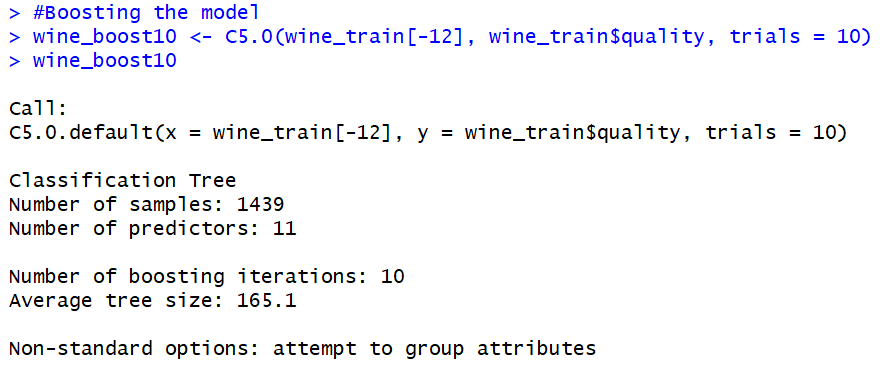 > #Boosting the model
> wine_boost10 <- C5.0(wine_train[-12], wine_train$quality, trials = 10)
> wine_boost10
Call:
C5.0.default(x = wine_train[-12], y = wine_train$quality, trials = 10)
Classification Tree
Number of samples: 1439
Number of predictors: 11
Number of boosting iterations: 10
Average tree size: 165.1
Non-standard options: attempt to group attributes